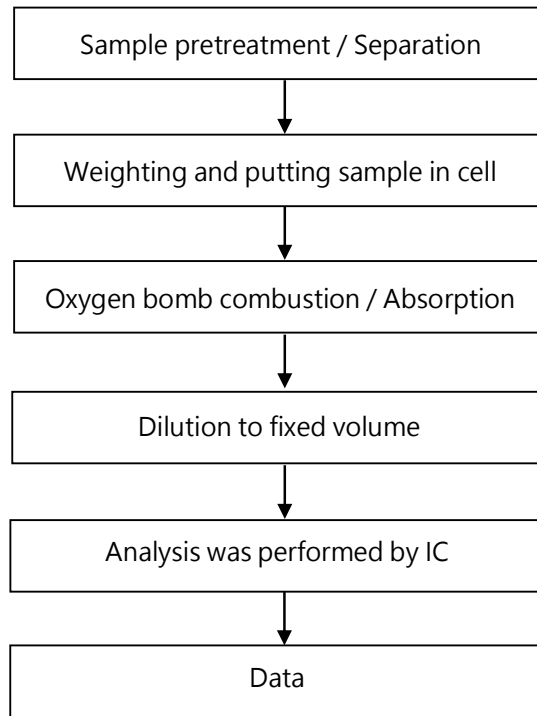 Sample pretreatment / Separation
Weighting and putting sample in cell
Oxygen bomb combustion / Absorption
Dilution to fixed volume
Analysis was performed by IC
Data